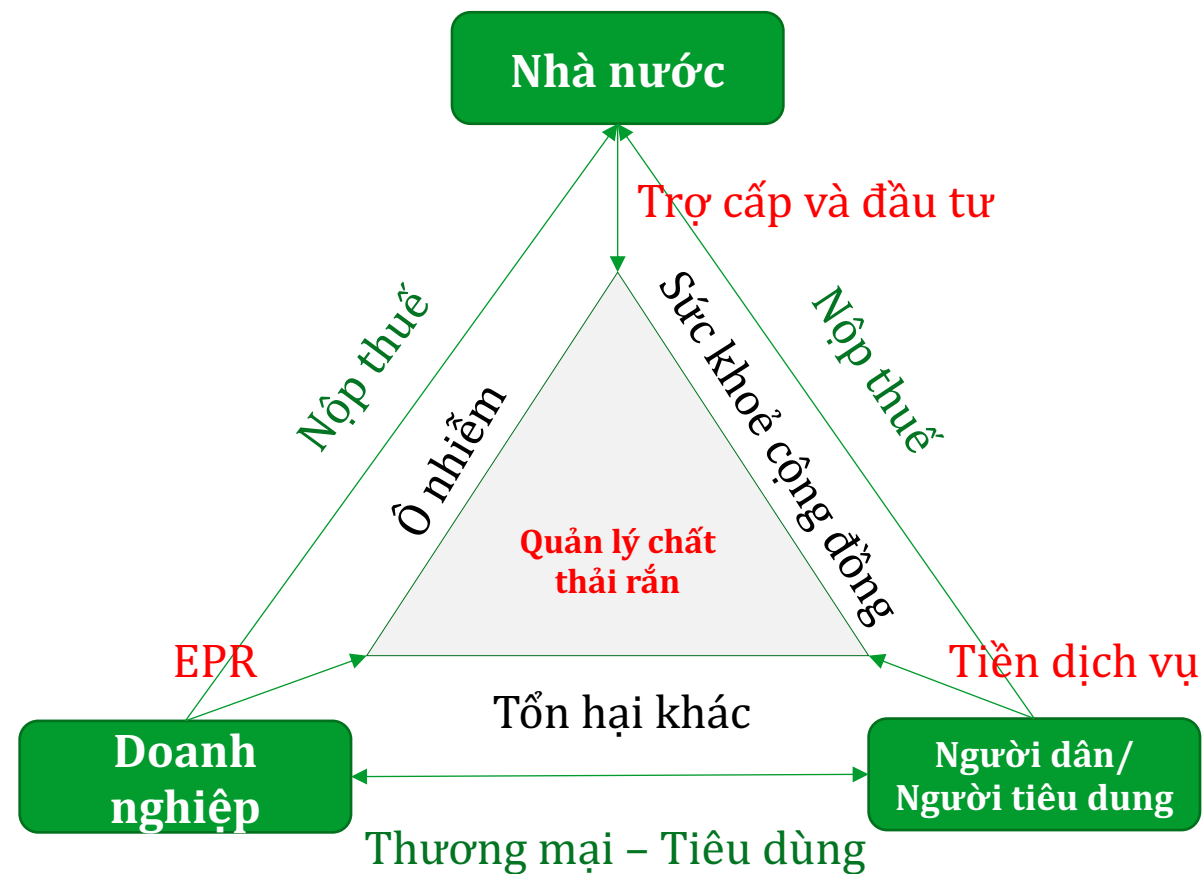 Nhà nước
Trợ cấp và đầu tư
Nộp thuế
Ô nhiễm
Sức khoẻ cộng đồng
Nộp thuế
Quản lý chất
thải rắn
EPR
Tiền dịch vụ
Tổn hại khác
Doanh
nghiệp
Người dân/
Người tiêu dung
Thương mại – Tiêu dùng